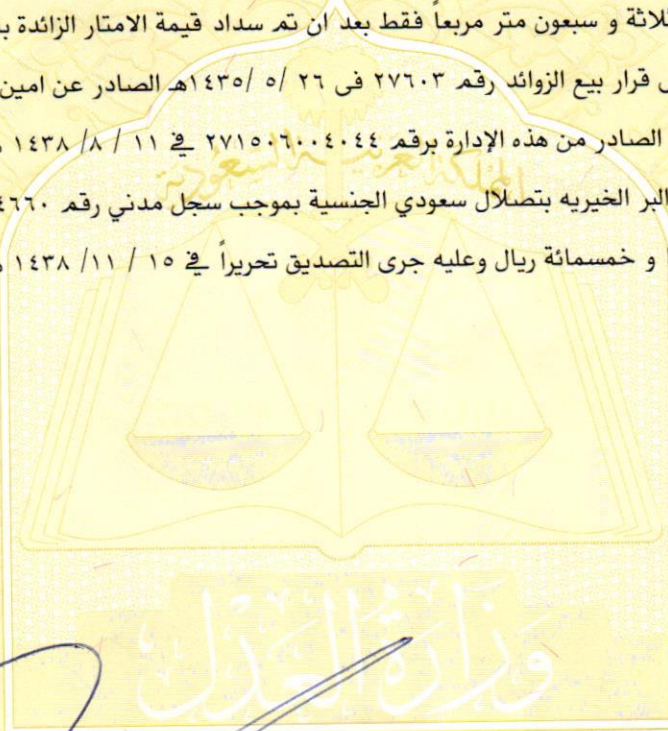 لاثة و سبعون متر مربعاً فقط بعد ان تم سداد قيمة الامتار الزائدة ب
قرار بيع الزوائد رقم ٢٧٦٠٣ فى ٢٦ /٥ /١٤٣٥هـ الصادر عن امين
الصادر من هذه الإدارة برقم ٢٧١٥٠٦٠٠٤٠٤٤ في ١١ / ٨/ ١٤٣٨
المملكة العربية السعودية
البر الخيريه بتصلال سعودي الجنسية بموجب سجل مدني رقم ٤٦٦٠
و خمسمائة ريال وعليه جرى التصديق تحريراً في ١٥ / ١١/ ١٤٣٨
وزارة العدل